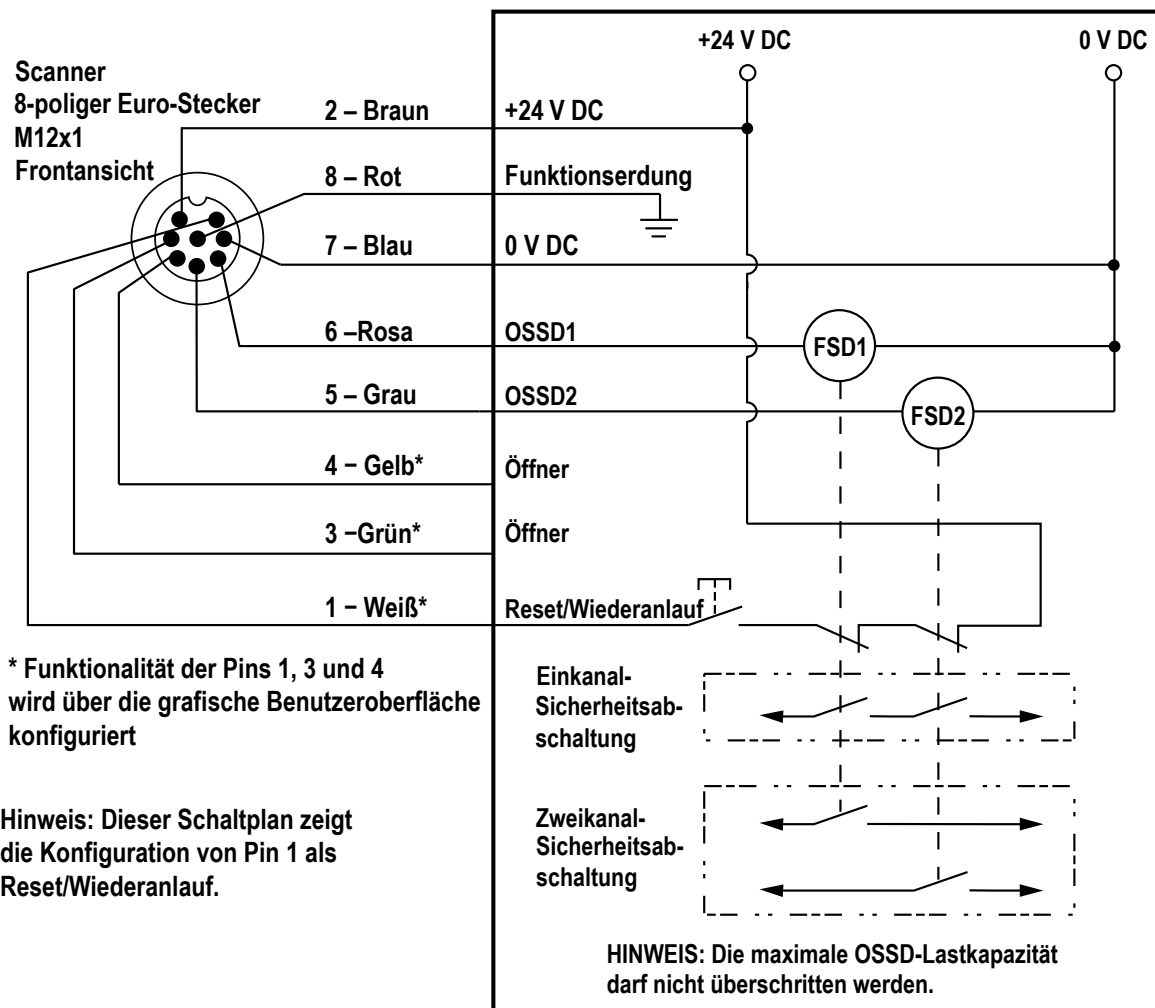 +24 V DC
0 V DC
Scanner
8-poliger Euro-Stecker
M12x1
Frontansicht
2 – Braun
+24 V DC
8 – Rot
Funktionserdung
7 – Blau
0 V DC
6 –Rosa
OSSD1
FSD1
5 – Grau
OSSD2
FSD2
4 – Gelb*
Öffner
3 –Grün*
Öffner
1 – Weiß*
Reset/Wiederanlauf
* Funktionalität der Pins 1, 3 und 4
wird über die grafische Benutzeroberfläche
konfiguriert
Einkanal-
Sicherheitsab-
schaltung
Hinweis: Dieser Schaltplan zeigt
die Konfiguration von Pin 1 als
Reset/Wiederanlauf.
Zweikanal-
Sicherheitsab-
schaltung
HINWEIS: Die maximale OSSD-Lastkapazität
darf nicht überschritten werden.